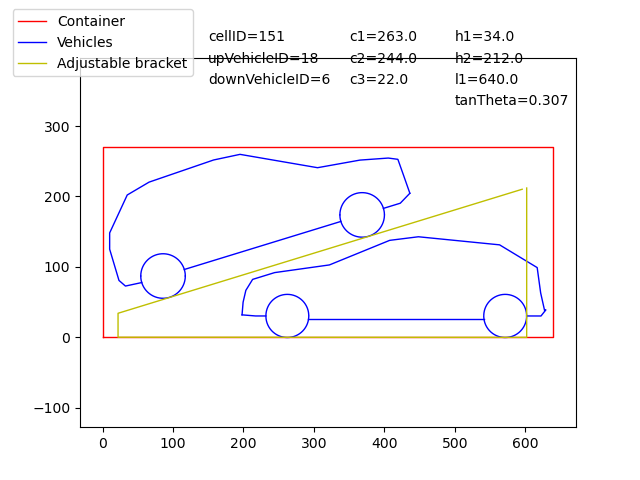 Container
Vehicles
Adjustable bracket
cellID=151 c1=263.0 h1=34.0
upVehicleID=18 c2=244.0 h2=212.0
downVehicleID=6 c3=22.0 l1=640.0
tanTheta=0.307
300
200
100
0
−100
0 100 200 300 400 500 600